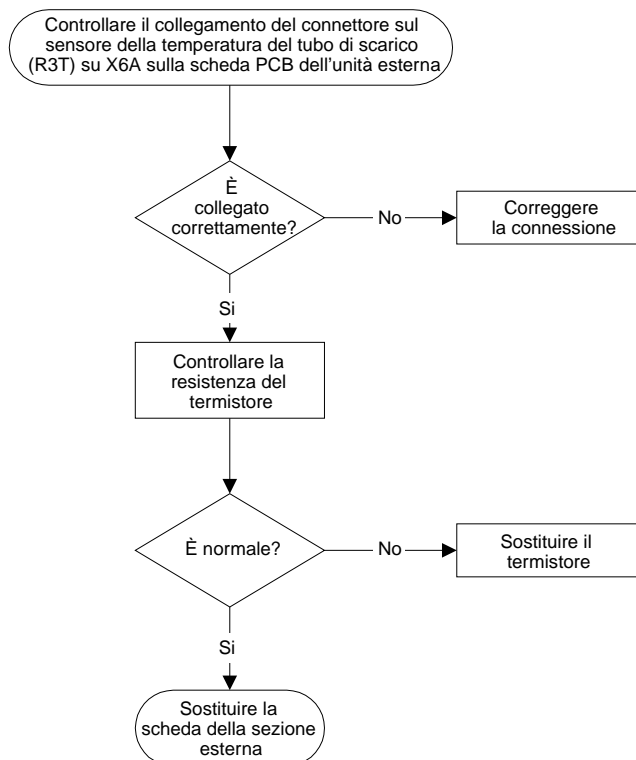 Controllare il collegamento del connettore sul
sensore della temperatura del tubo di scarico
(R3T) su X6A sulla scheda PCB dell'unità esterna
È
collegato
correttamente?
No
Correggere
la connessione
Si
Controllare la
resistenza del
termistore
È normale?
No
Sostituire il
termistore
Si
Sostituire la
scheda della sezione
esterna